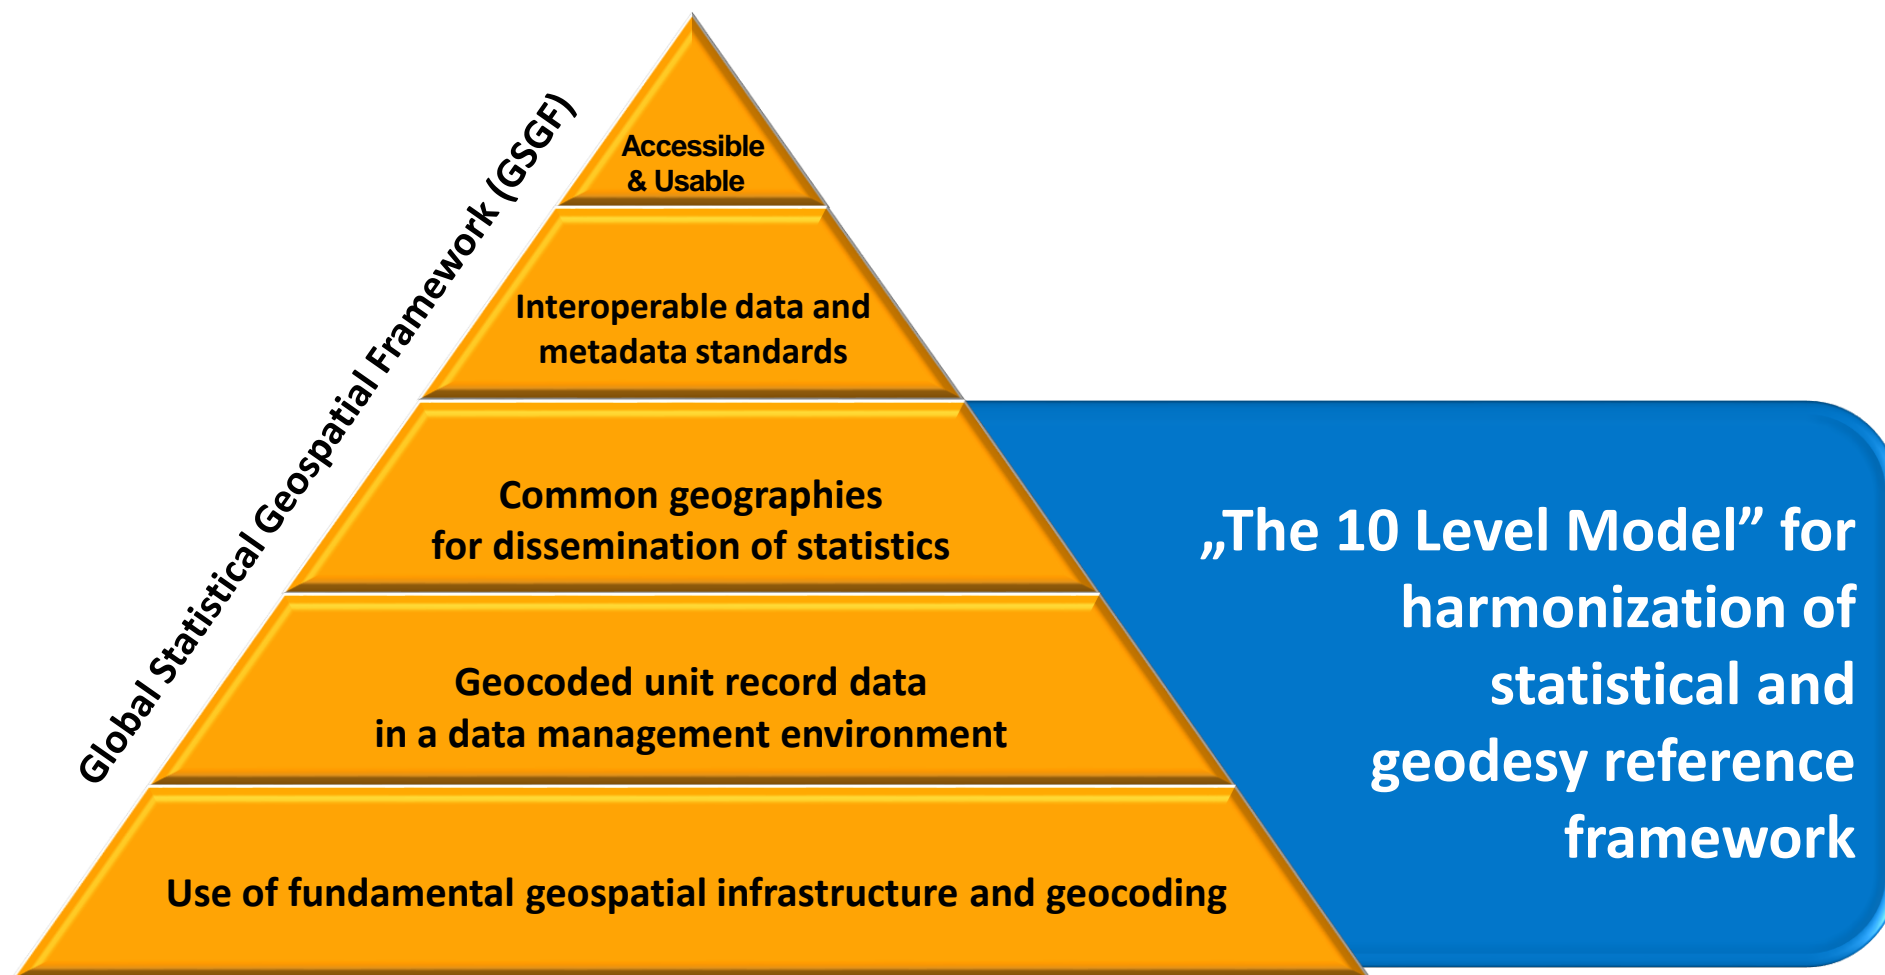 Global Statistical Geospatial Framework (GSGF)
Accessible
& Usable
Interoperable data and
metadata standards
Common geographies
for dissemination of statistics
Geocoded unit record data
in a data management environment
Use of fundamental geospatial infrastructure and geocoding
„The 10 Level Model” for
harmonization of
statistical and
geodesy reference
framework